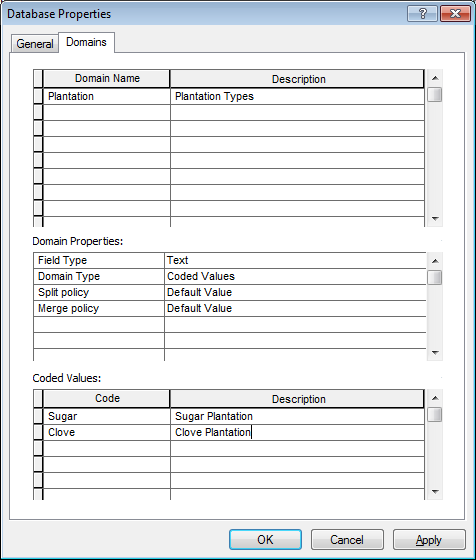 Database Properties
General Domains
Domain Name Description
Plantation Plantation Types
Domain Properties:
Field Type Text
Domain Type Coded Values
Split policy Default Value
Merge policy Default Value
Coded Values:
Code Description
Sugar Sugar Plantation
Clove Clove Plantation
OK Cancel Apply